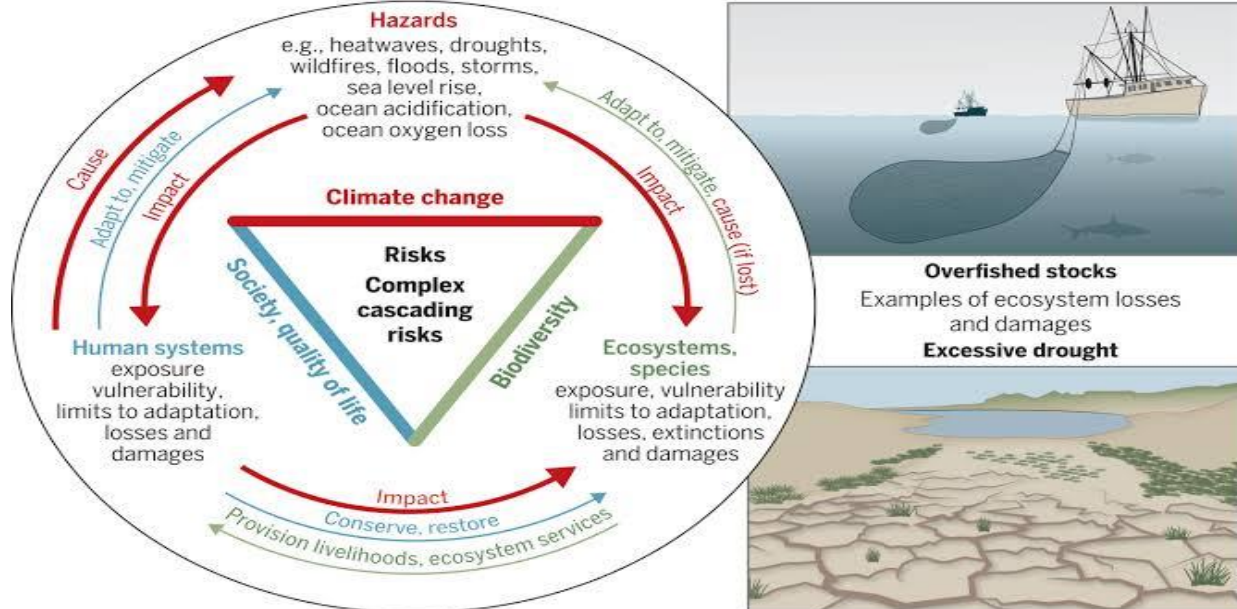 Hazards
e.g., heatwaves, droughts,
wildfires, floods, storms,
sea level rise,
ocean acidification,
ocean oxygen loss
Cause
Adapt to, mitigate
Impact
Impact
Adapt to, mitigate, cause (if lost)
Climate change
Society, quality of life
Biodiversity
Risks
Complex
cascading
risks
Human systems
exposure
vulnerability,
limits to adaptation,
losses and
damages
Ecosystems,
species
exposure, vulnerability
limits to adaptation,
losses, extinctions
and damages
Impact
Conserve, restore
Provision livelihoods, ecosystem services
Overfished stocks
Examples of ecosystem losses
and damages
Excessive drought